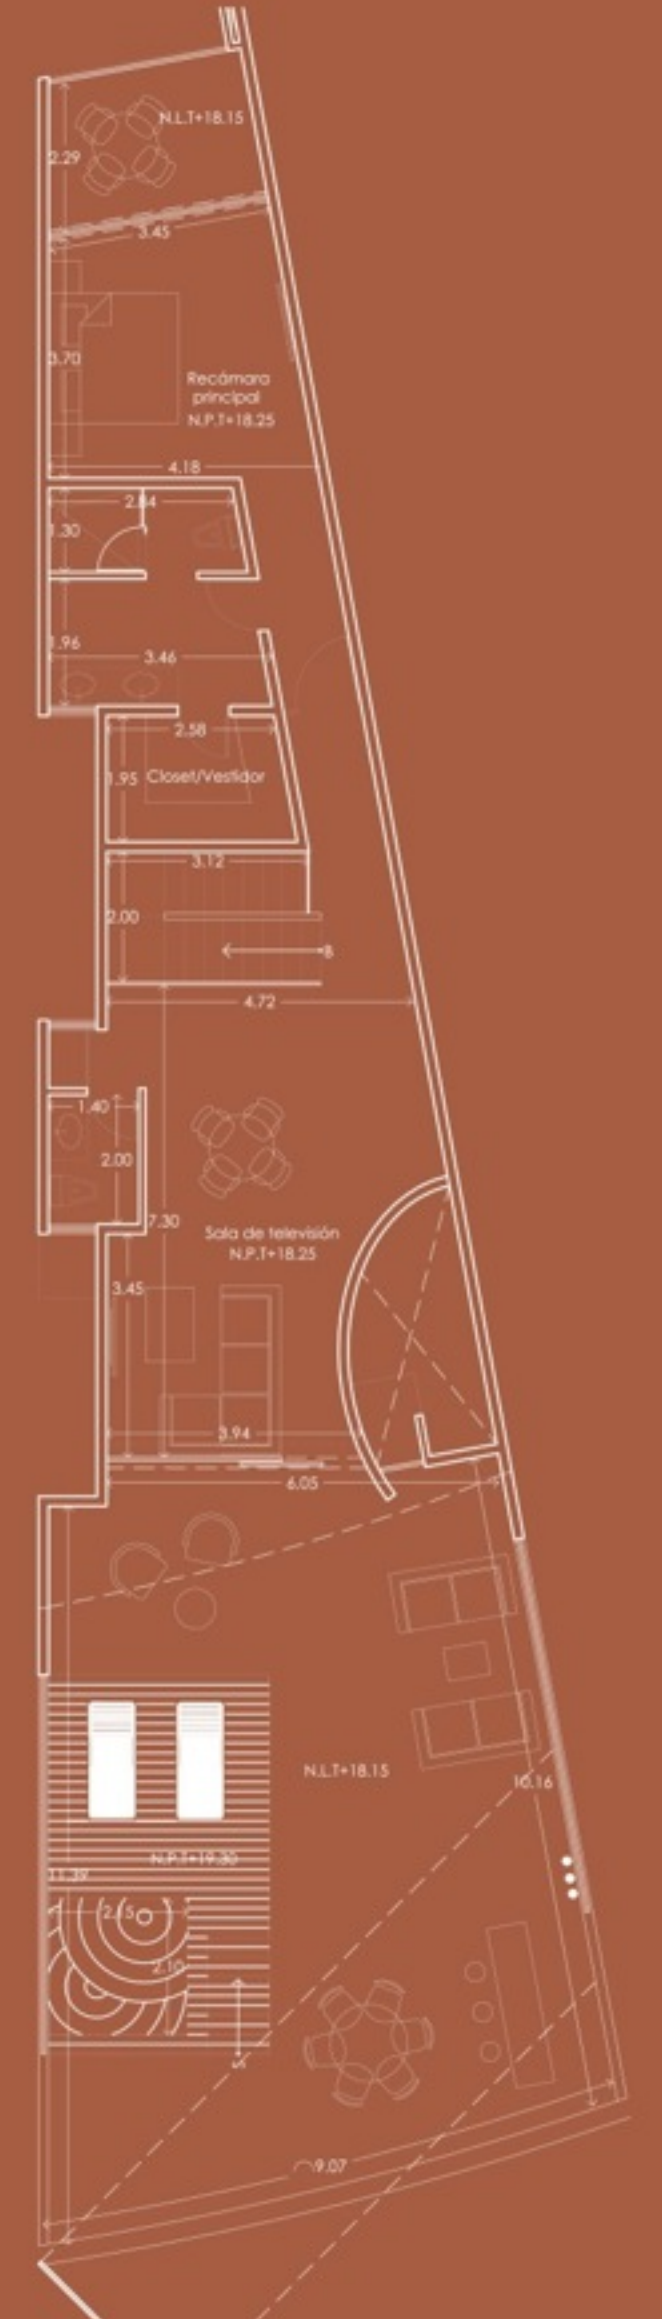 N.L.T+18.15
2.29
3.45
3.70
Recámara
principal
N.P.T+18.25
4.18
2.84
1.30
1.96
3.46
2.58
1.95
Closet/Vestidor
3.12
2.00
B
4.72
1.40
2.00
7.30
Sala de televisión
N.P.T+18.25
3.45
3.94
6.05
N.L.T+18.15
10.16
N.P.T+19.30
11.39
2.15
2.10
S
9.07